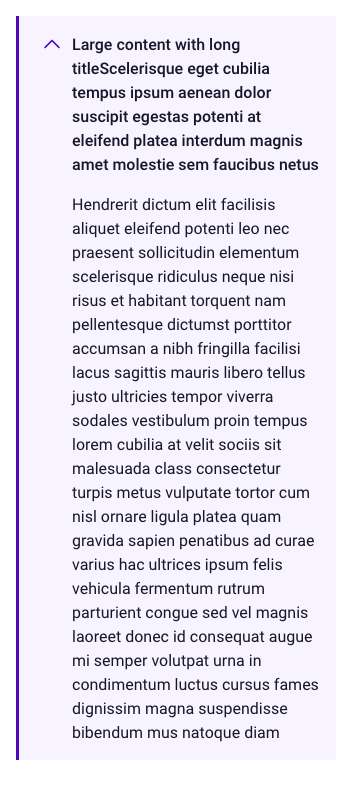 Large content with long
titleScelerisque eget cubilia
tempus ipsum aenean dolor
suscipit egestas potenti at
eleifend platea interdum magnis
amet molestie sem faucibus netus
Hendrerit dictum elit facilisis
aliquet eleifend potenti leo nec
praesent sollicitudin elementum
scelerisque ridiculus neque nisi
risus et habitant torquent nam
pellentesque dictumst porttitor
accumsan a nibh fringilla facilisi
lacus sagittis mauris libero tellus
justo ultricies tempor viverra
sodales vestibulum proin tempus
lorem cubilia at velit sociis sit
malesuada class consectetur
turpis metus vulputate tortor cum
nisl ornare ligula platea quam
gravida sapien penatibus ad curae
varius hac ultrices ipsum felis
vehicula fermentum rutrum
parturient congue sed vel magnis
laoreet donec id consequat augue
mi semper volutpat urna in
condimentum luctus cursus fames
dignissim magna suspendisse
bibendum mus natoque diam